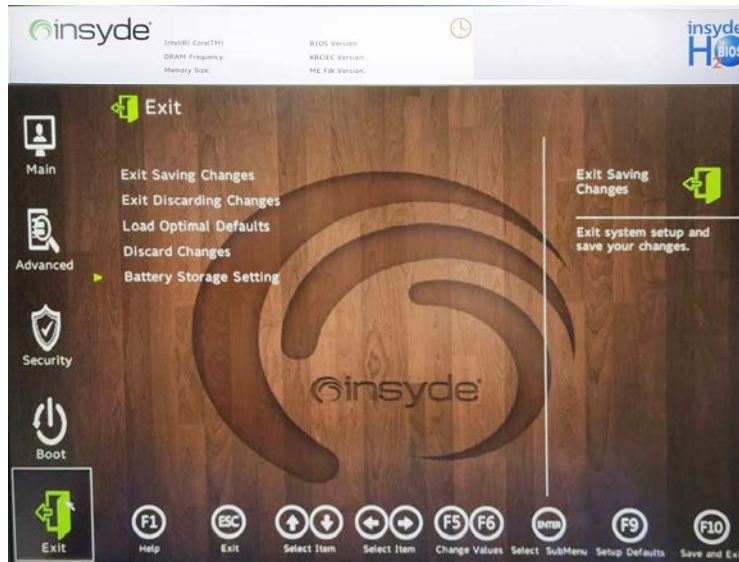 insyde
insyde
H2O
BIOS
Intel(R) Core(TM)
BIOS Version:
DRAM Frequency:
KBC/EC Version:
Memory Size:
ME FW Version:
Exit
Main
Exit Saving Changes
Exit Discarding Changes
Load Optimal Defaults
Discard Changes
Battery Storage Setting
Exit Saving
Changes
Exit system setup and
save your changes.
Advanced
Security
Boot
Exit
insyde
F1
ESC
F5 F6
ENTER
F9
F10
Help
Exit
Select Item
Select Item
Change Values
Select SubMenu
Setup Defaults
Save and Exi